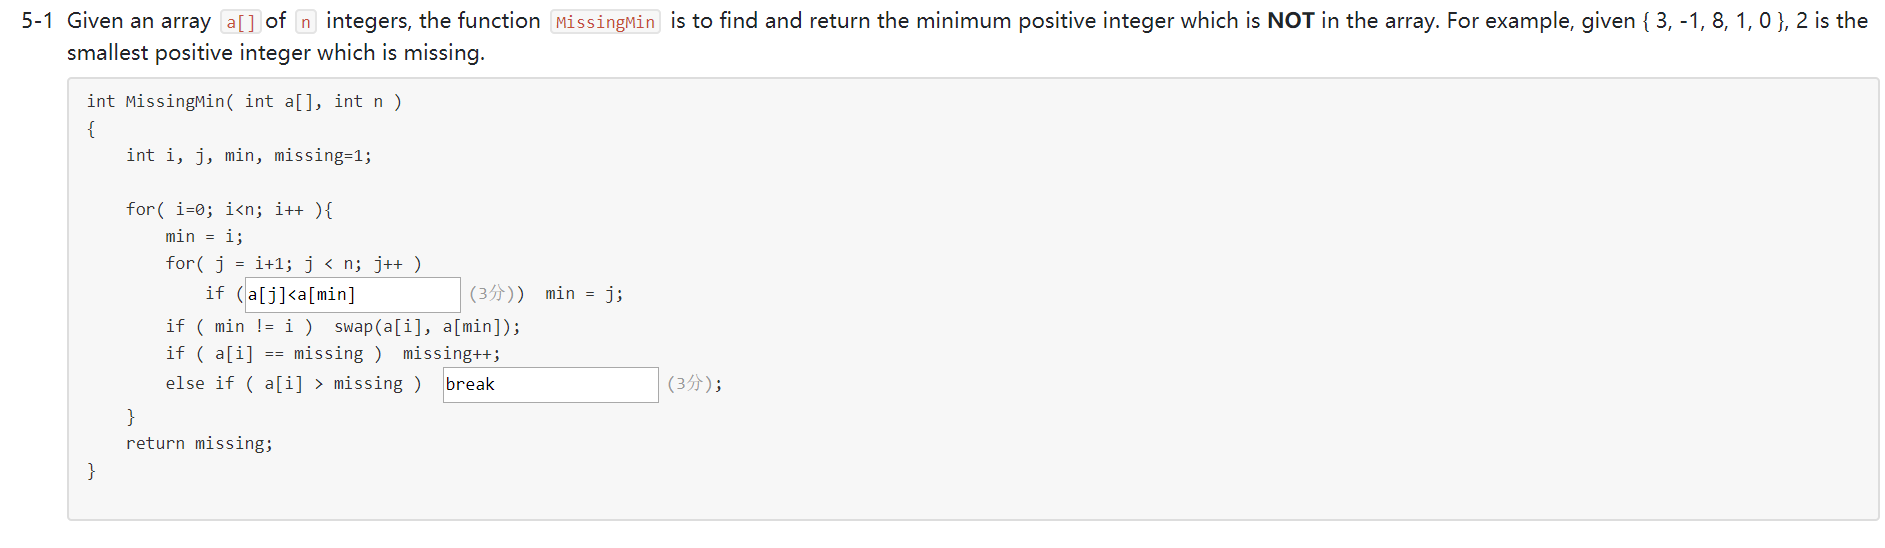 5-1 Given an array a[] of n integers, the function MissingMin is to find and return the minimum positive integer which is NOT in the array. For example, given { 3, -1, 8, 1, 0 }, 2 is the
smallest positive integer which is missing.
int MissingMin( int a[], int n )
{
int i, j, min, missing=1;
for( i=0; i<n; i++ ){
min = i;
for( j = i+1; j < n; j++ )
if (a[j]<a[min] (3分)) min = j;
if ( min != i ) swap(a[i], a[min]);
if ( a[i] == missing ) missing++;
else if ( a[i] > missing ) break (3分);
}
return missing;
}